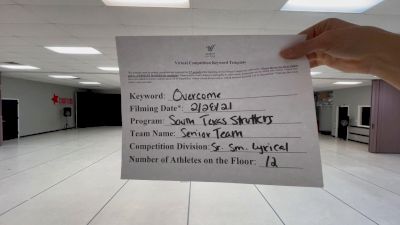 Virtual Competition Keyword Template
Keyword: Overcome
Filming Date*: 2/28/21
Program: South Texas Strutters
Team Name: Senior Team
Competition Division: Sr. Sm. Lyrical
Number of Athletes on the Floor: 12